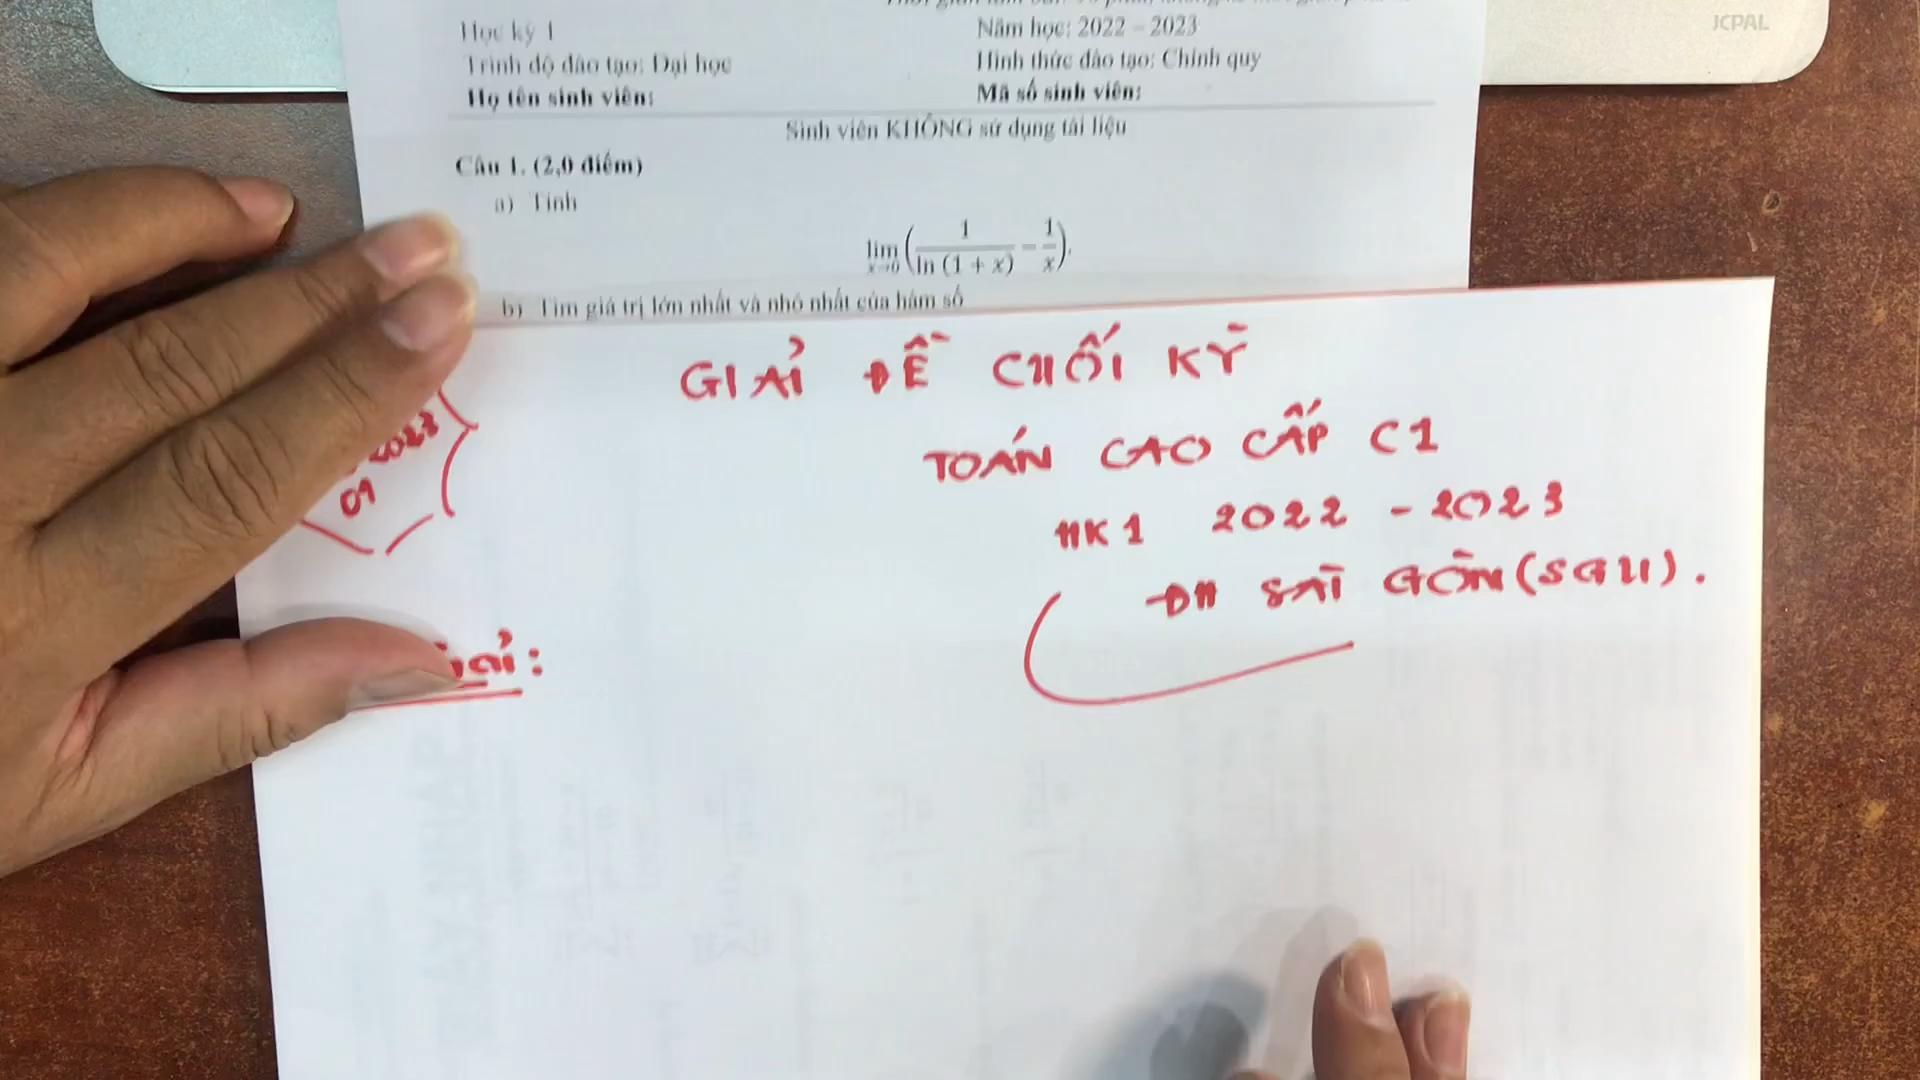 JCPAL
Học kỳ 1
Năm học: 2022 – 2023
Trình độ đào tạo: Đại học
Hình thức đào tạo: Chính quy
Họ tên sinh viên:
Mã số sinh viên:
Sinh viên KHÔNG sử dụng tài liệu
Câu 1. (2,0 điểm)
a) Tính
lim x→0 (1/ln (1 + x) − 1/x).
b) Tìm giá trị lớn nhất và nhỏ nhất của hàm số
GIẢI ĐỀ CUỐI KỲ
TOÁN CAO CẤP C1
HK1 2022 - 2023
ĐH SÀI GÒN (SGU).
2023
01